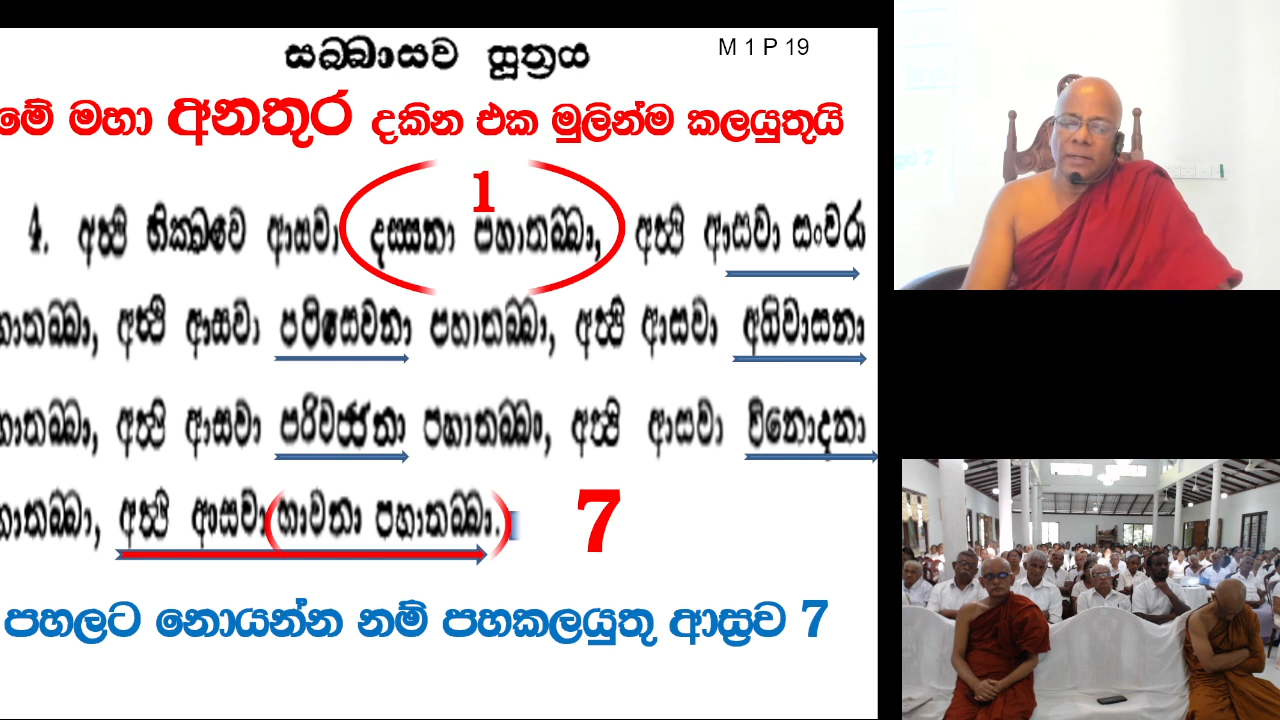 සබ්බාසව සූත්‍රය
M 1 P 19
මේ මහා අනතුර දකින එක මුලින්ම කලයුතුයි
1
4. අත්ථි භික්ඛවෙ ආසවා දස්සනා පහාතබ්බා, අත්ථි ආසවා සංවරා
හාතබ්බා, අත්ථි ආසවා පටිසෙවනා පහාතබ්බා, අත්ථි ආසවා අධිවාසනා
හාතබ්බා, අත්ථි ආසවා පරිවජ්ජනා පහාතබ්බා, අත්ථි ආසවා විනොදනා
හාතබ්බා, අත්ථි ආසවා භාවනා පහාතබ්බා.
7
පහලට නොයන්න නම් පහකලයුතු ආස්‍රව 7